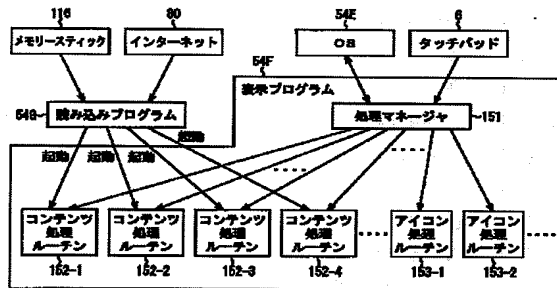 116
80
54E
6
メモリースティック
インターネット
OS
タッチパッド
54F
表示プログラム
54G
読み込みプログラム
処理マネージャ
151
起動
起動
起動
起動
コンテンツ
処理
ルーチン
コンテンツ
処理
ルーチン
コンテンツ
処理
ルーチン
コンテンツ
処理
ルーチン
アイコン
処理
ルーチン
アイコン
処理
ルーチン
152-1
152-2
152-3
152-4
153-1
153-2